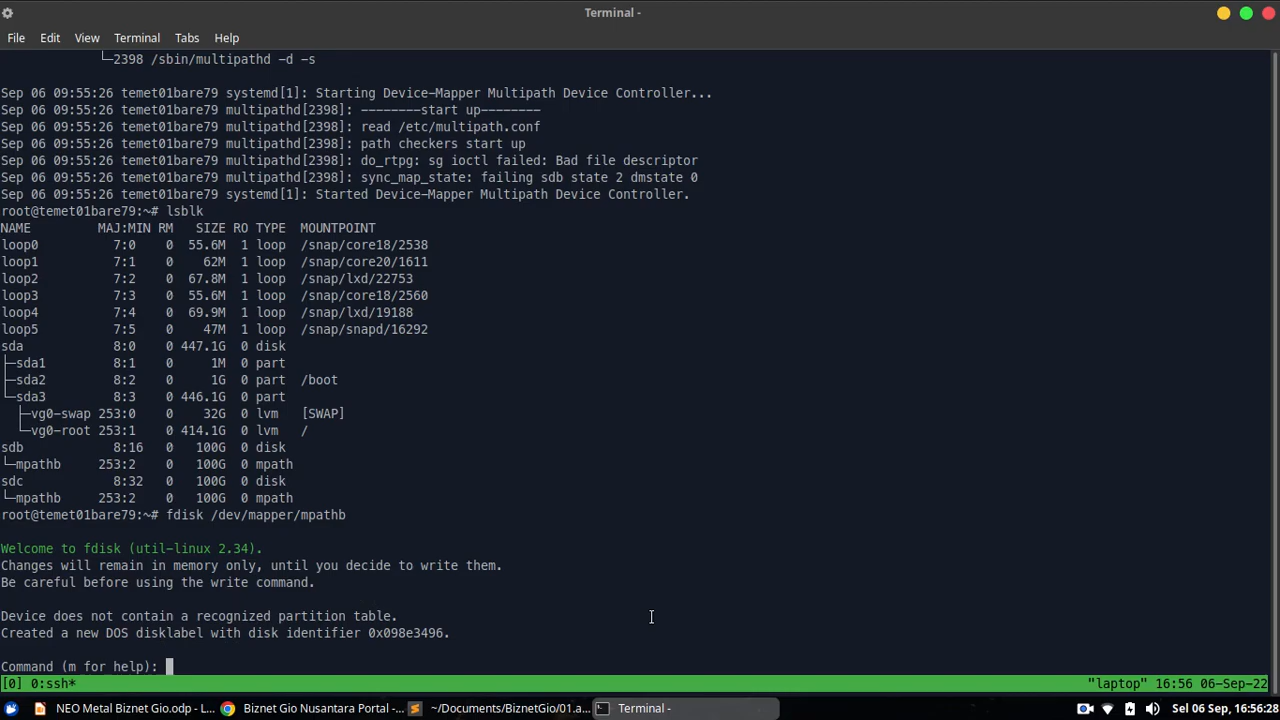 Terminal -
File Edit View Terminal Tabs Help
└─2398 /sbin/multipathd -d -s
Sep 06 09:55:26 temet01bare79 systemd[1]: Starting Device-Mapper Multipath Device Controller...
Sep 06 09:55:26 temet01bare79 multipathd[2398]: --------start up--------
Sep 06 09:55:26 temet01bare79 multipathd[2398]: read /etc/multipath.conf
Sep 06 09:55:26 temet01bare79 multipathd[2398]: path checkers start up
Sep 06 09:55:26 temet01bare79 multipathd[2398]: do_rtpg: sg ioctl failed: Bad file descriptor
Sep 06 09:55:26 temet01bare79 multipathd[2398]: sync_map_state: failing sdb state 2 dmstate 0
Sep 06 09:55:26 temet01bare79 systemd[1]: Started Device-Mapper Multipath Device Controller.
root@temet01bare79:~# lsblk
NAME MAJ:MIN RM SIZE RO TYPE MOUNTPOINT
loop0 7:0 0 55.6M 1 loop /snap/core18/2538
loop1 7:1 0 62M 1 loop /snap/core20/1611
loop2 7:2 0 67.8M 1 loop /snap/lxd/22753
loop3 7:3 0 55.6M 1 loop /snap/core18/2560
loop4 7:4 0 69.9M 1 loop /snap/lxd/19188
loop5 7:5 0 47M 1 loop /snap/snapd/16292
sda 8:0 0 447.1G 0 disk
├─sda1 8:1 0 1M 0 part
├─sda2 8:2 0 1G 0 part /boot
└─sda3 8:3 0 446.1G 0 part
├─vg0-swap 253:0 0 32G 0 lvm [SWAP]
└─vg0-root 253:1 0 414.1G 0 lvm /
sdb 8:16 0 100G 0 disk
└─mpathb 253:2 0 100G 0 mpath
sdc 8:32 0 100G 0 disk
└─mpathb 253:2 0 100G 0 mpath
root@temet01bare79:~# fdisk /dev/mapper/mpathb
Welcome to fdisk (util-linux 2.34).
Changes will remain in memory only, until you decide to write them.
Be careful before using the write command.
Device does not contain a recognized partition table.
Created a new DOS disklabel with disk identifier 0x098e3496.
Command (m for help):
[0] 0:ssh* "laptop" 16:56 06-Sep-22
NEO Metal Biznet Gio.odp - L... Biznet Gio Nusantara Portal -... ~/Documents/BiznetGio/01.a... Terminal - Sel 06 Sep, 16:56:28